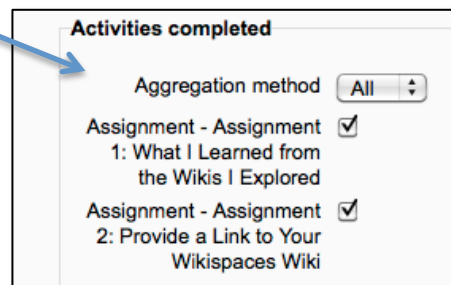 Activities completed
Aggregation method All
Assignment - Assignment
1: What I Learned from
the Wikis I Explored
Assignment - Assignment
2: Provide a Link to Your
Wikispaces Wiki